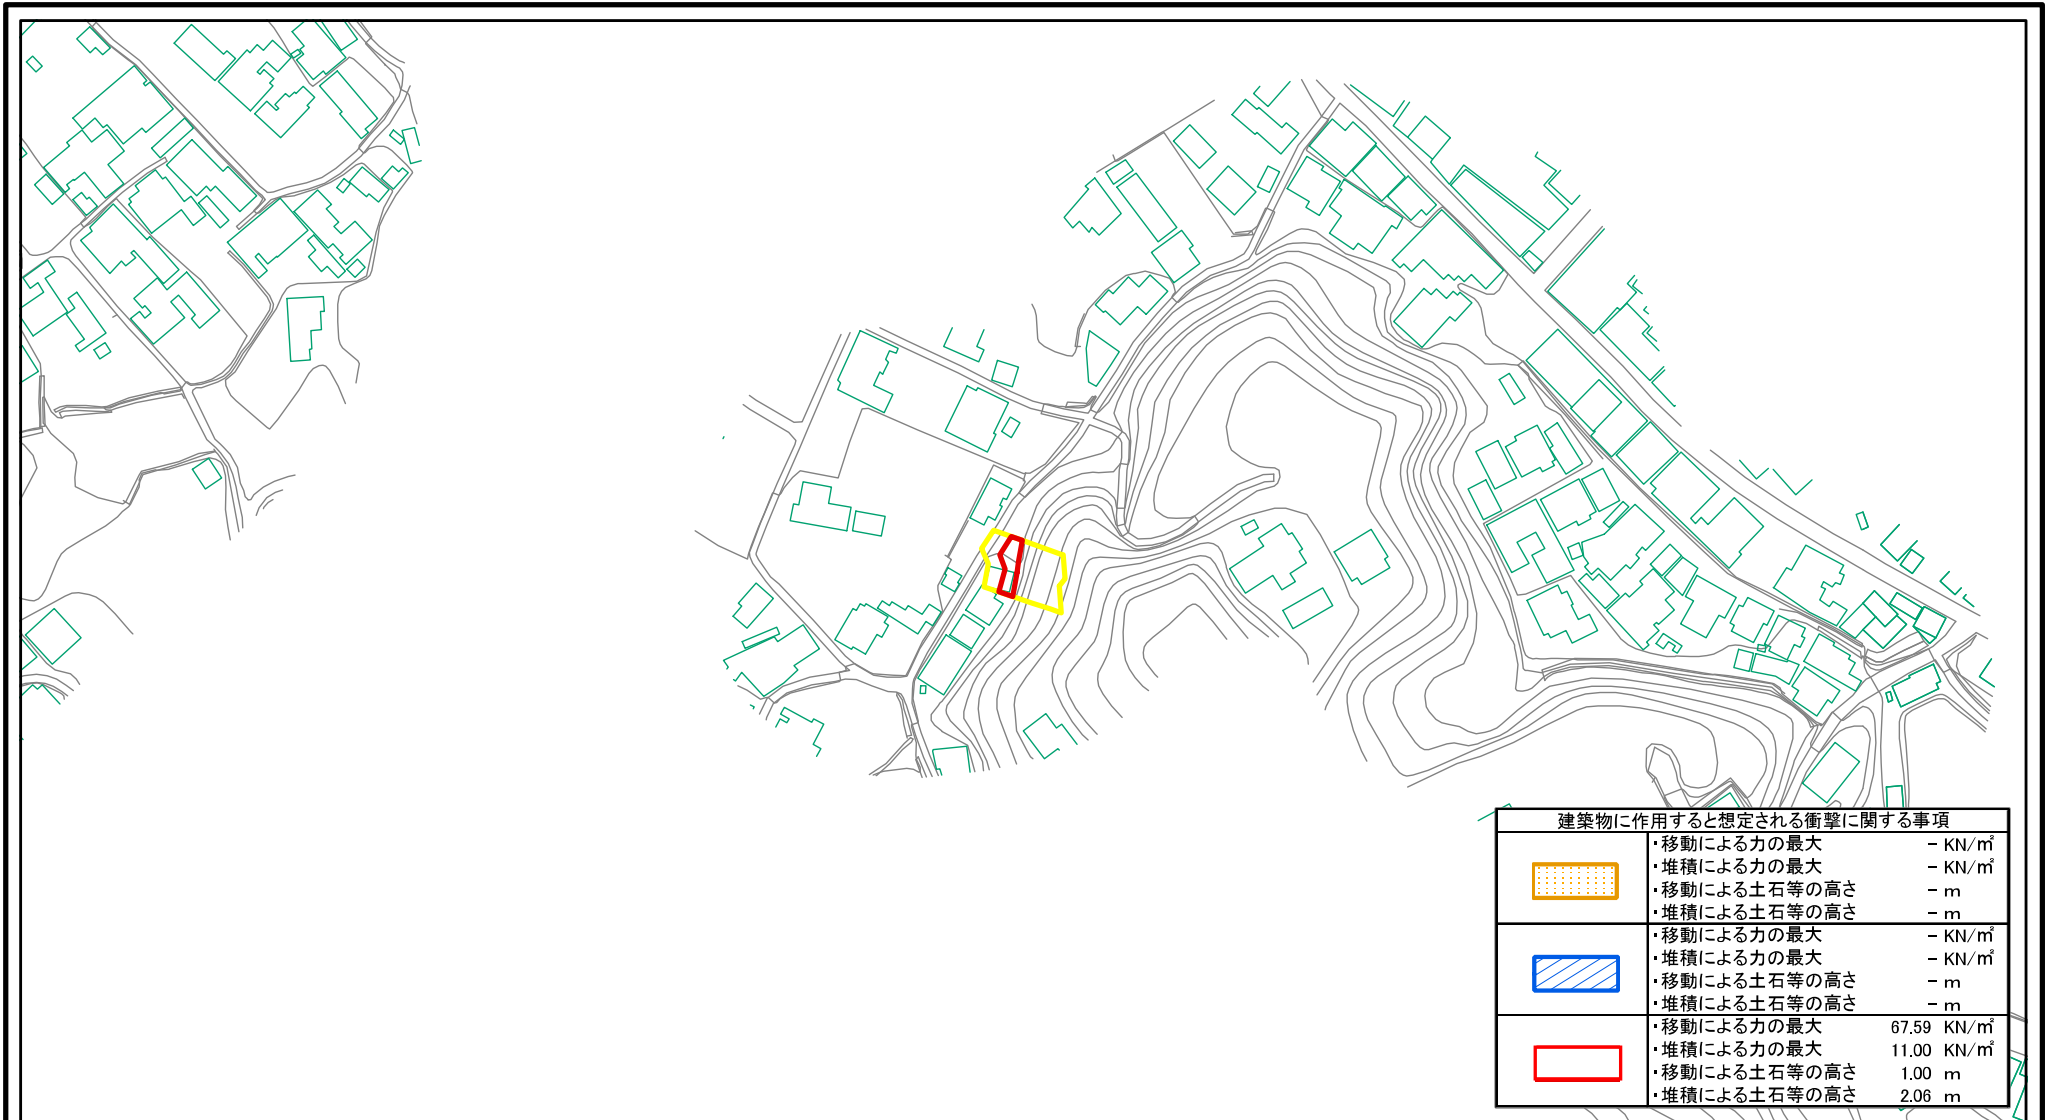 建築物に作用すると想定される衝撃に関する事項
・移動による力の最大 - KN/㎡
・堆積による力の最大 - KN/㎡
・移動による土石等の高さ - m
・堆積による土石等の高さ - m
・移動による力の最大 - KN/㎡
・堆積による力の最大 - KN/㎡
・移動による土石等の高さ - m
・堆積による土石等の高さ - m
・移動による力の最大 67.59 KN/㎡
・堆積による力の最大 11.00 KN/㎡
・移動による土石等の高さ 1.00 m
・堆積による土石等の高さ 2.06 m